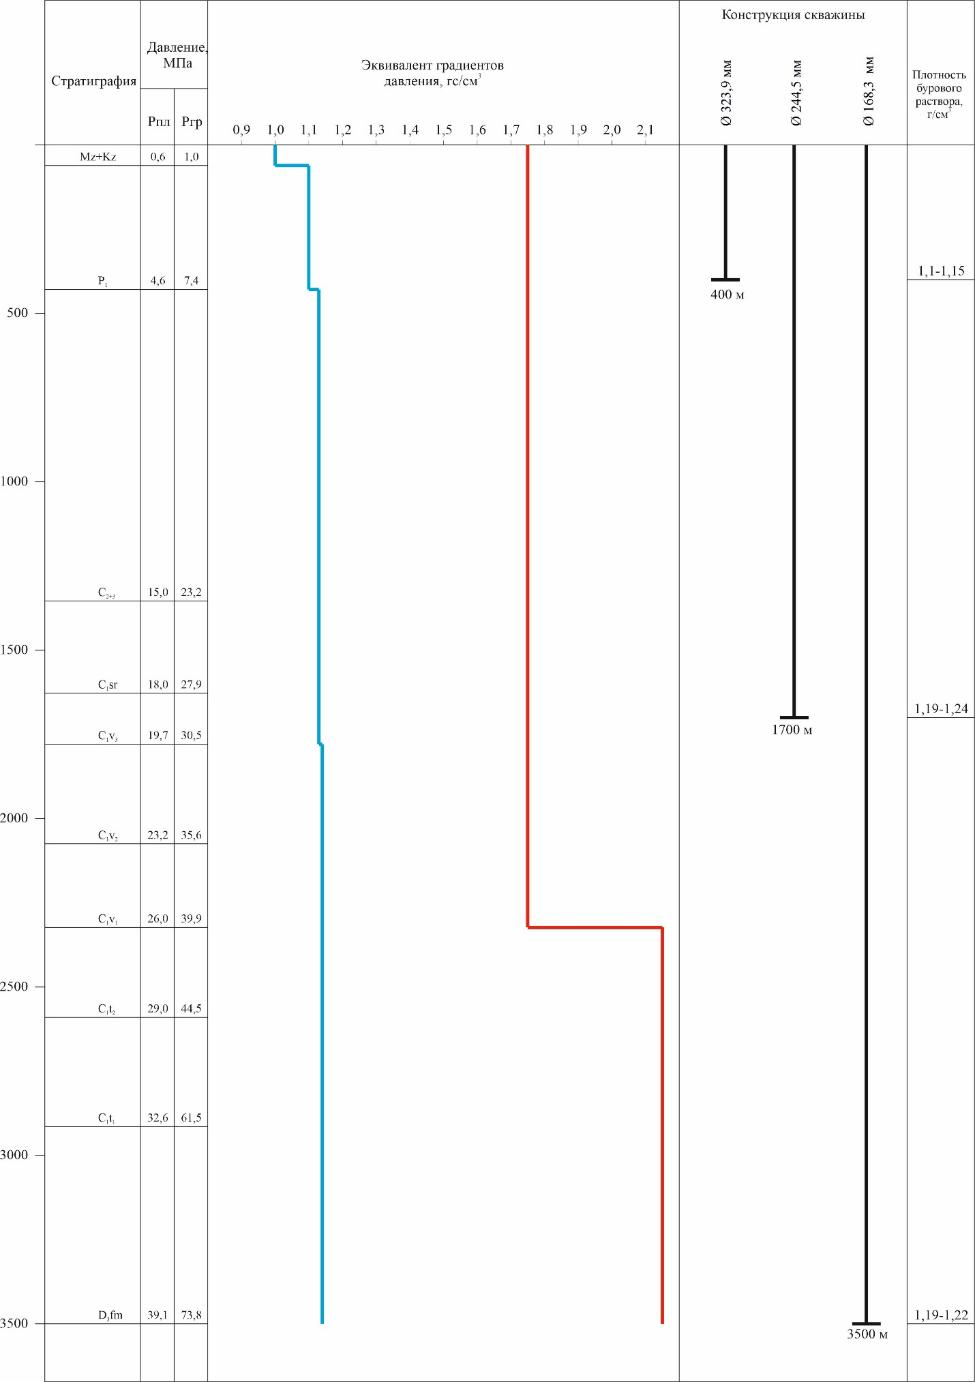 Конструкция скважины
Стратиграфия
Давление, МПа
Рпл Ргр
Эквивалент градиентов
давления, гс/см³
0,9 1,0 1,1 1,2 1,3 1,4 1,5 1,6 1,7 1,8 1,9 2,0 2,1
Ø 323,9 мм
Ø 244,5 мм
Ø 168,3 мм
Плотность
бурового
раствора,
г/см³
Mz+Kz 0,6 1,0
P₁ 4,6 7,4
1,1-1,15
400 м
500
1000
C₂₊₃ 15,0 23,2
1500
C₁sr 18,0 27,9
1,19-1,24
1700 м
C₁v₃ 19,7 30,5
2000
C₁v₂ 23,2 35,6
C₁v₁ 26,0 39,9
2500
C₁t₂ 29,0 44,5
C₁t₁ 32,6 61,5
3000
D₃fm 39,1 73,8
1,19-1,22
3500
3500 м